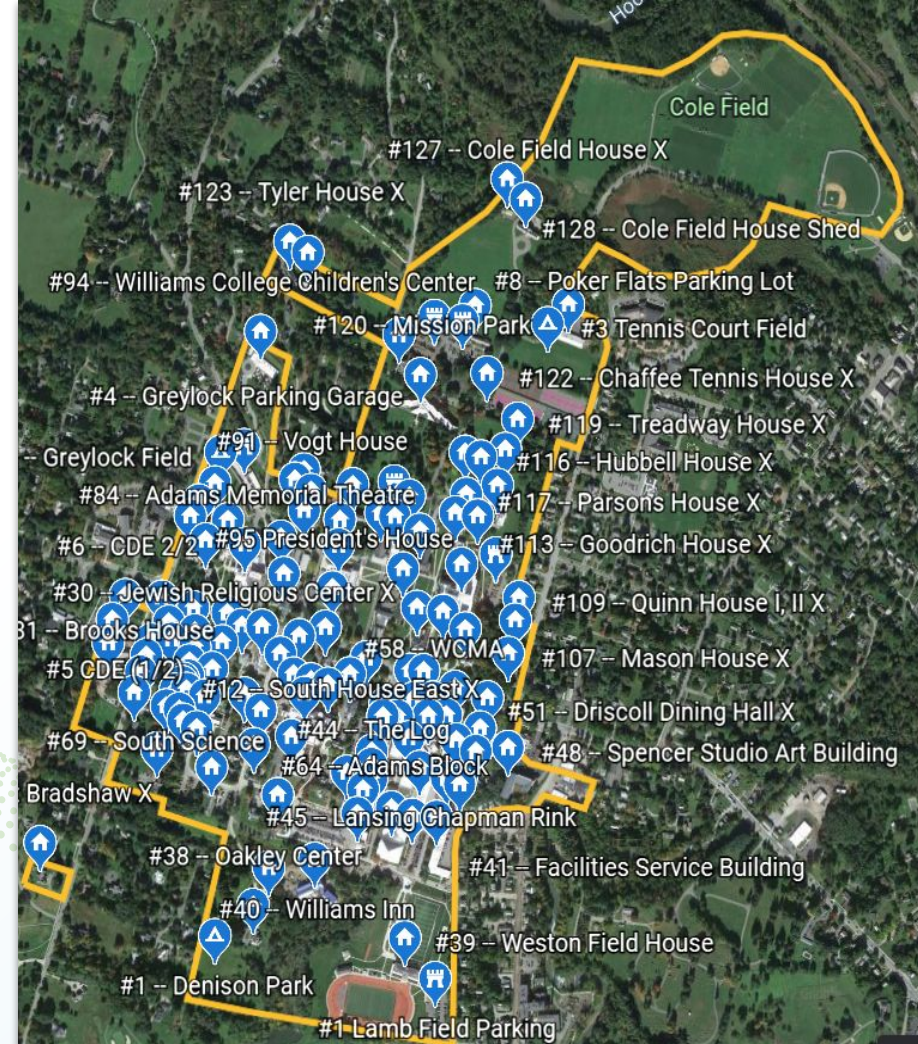 Hoo
Cole Field
#127 -- Cole Field House X
#123 -- Tyler House X
#128 -- Cole Field House Shed
#94 -- Williams College Children's Center
#8 -- Poker Flats Parking Lot
#120 -- Mission Park
#3 Tennis Court Field
#122 -- Chaffee Tennis House X
#4 -- Greylock Parking Garage
#119 -- Treadway House X
#91 -- Vogt House
-- Greylock Field
#116 -- Hubbell House X
#84 -- Adams Memorial Theatre
#117 -- Parsons House X
#6 -- CDE 2/2
#95 President's House
#113 -- Goodrich House X
#30 -- Jewish Religious Center X
#109 -- Quinn House I, II X
31 -- Brooks House
#58 -- WCMA
#107 -- Mason House X
#5 CDE (1/2)
#12 -- South House East X
#51 -- Driscoll Dining Hall X
#44 -- The Log
#69 -- South Science
#48 -- Spencer Studio Art Building
#64 -- Adams Block
Bradshaw X
#45 -- Lansing Chapman Rink
#38 -- Oakley Center
#41 -- Facilities Service Building
#40 -- Williams Inn
#39 -- Weston Field House
#1 -- Denison Park
#1 Lamb Field Parking